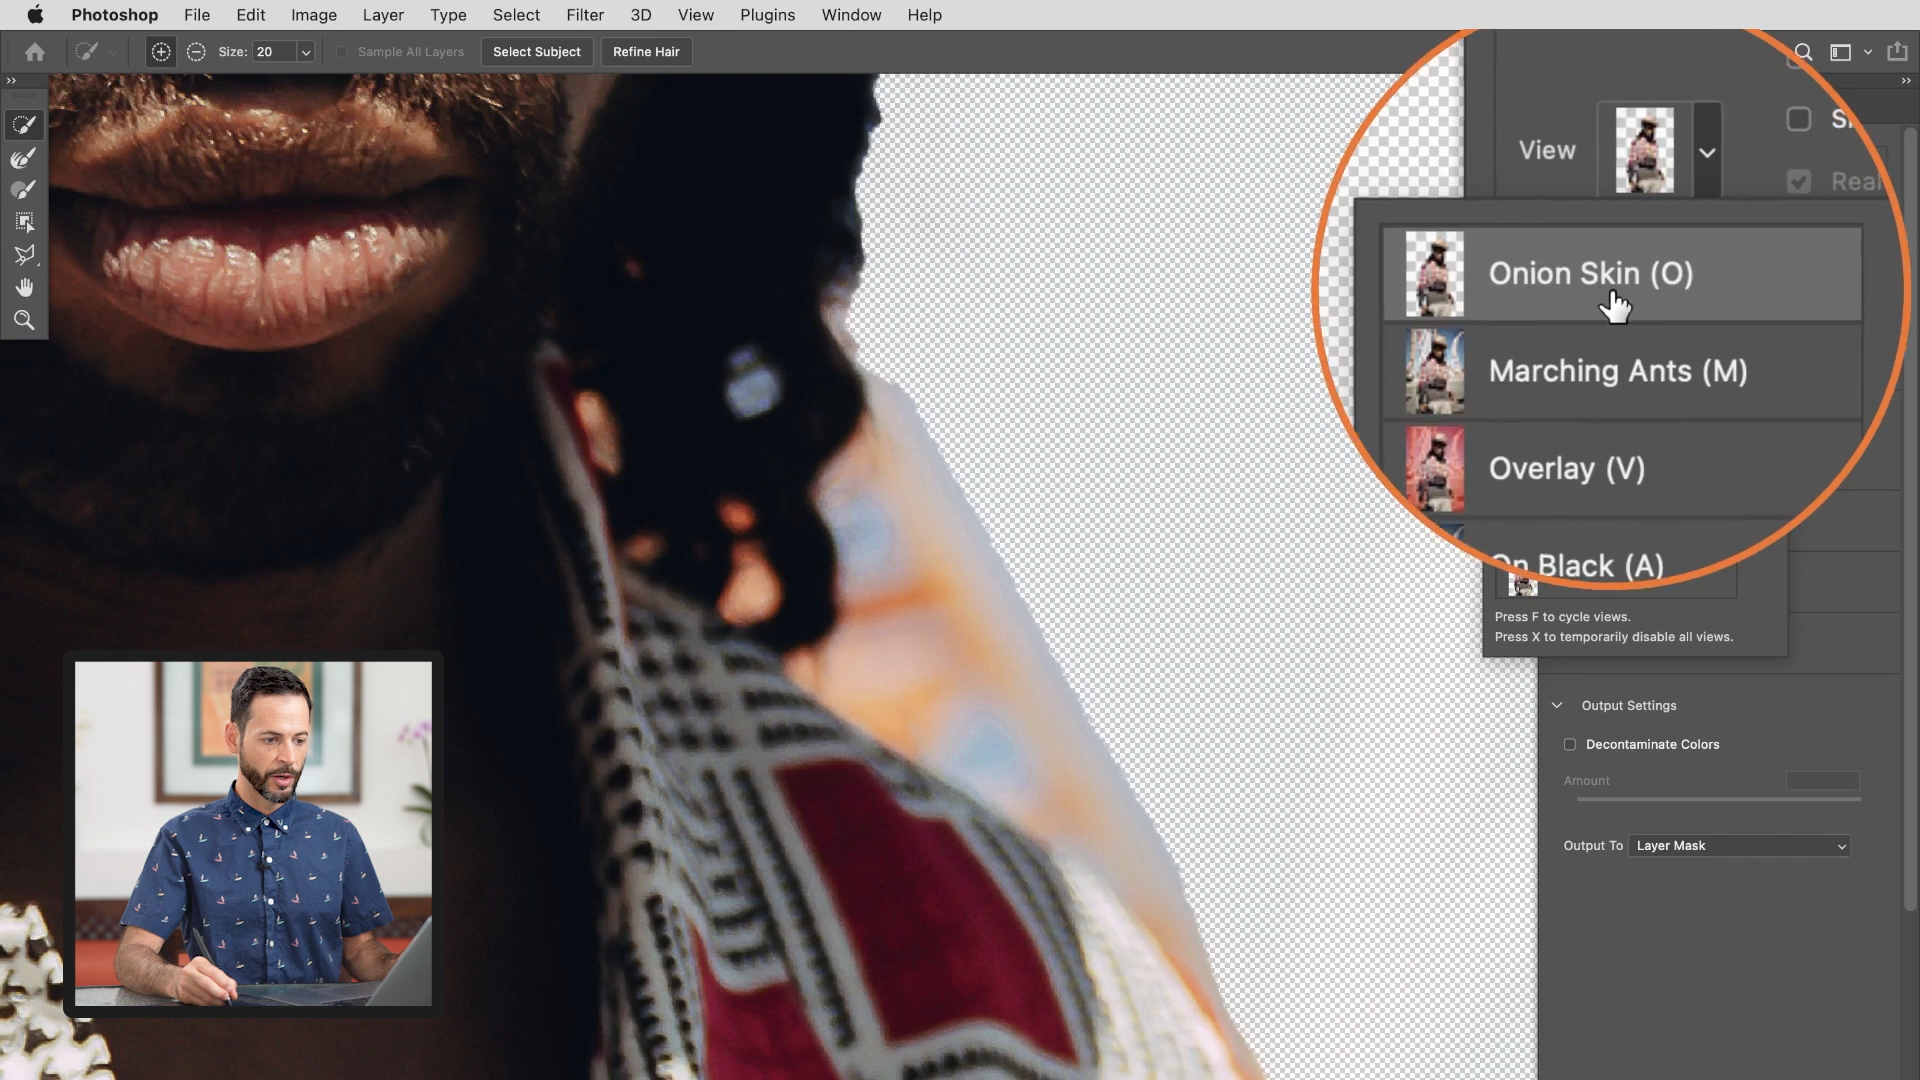 Photoshop File Edit Image Layer Type Select Filter 3D View Plugins Window Help
Size: 20 Sample All Layers Select Subject Refine Hair
View
Onion Skin (O)
Marching Ants (M)
Overlay (V)
On Black (A)
Press F to cycle views.
Press X to temporarily disable all views.
Output Settings
Decontaminate Colors
Amount
Output To Layer Mask